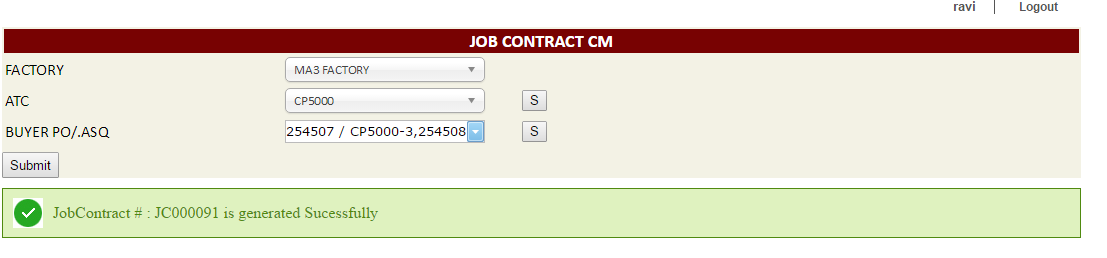 ravi Logout
JOB CONTRACT CM
FACTORY MA3 FACTORY
ATC CP5000 S
BUYER PO/.ASQ 254507 / CP5000-3,254508 S
Submit
JobContract # : JC000091 is generated Sucessfully